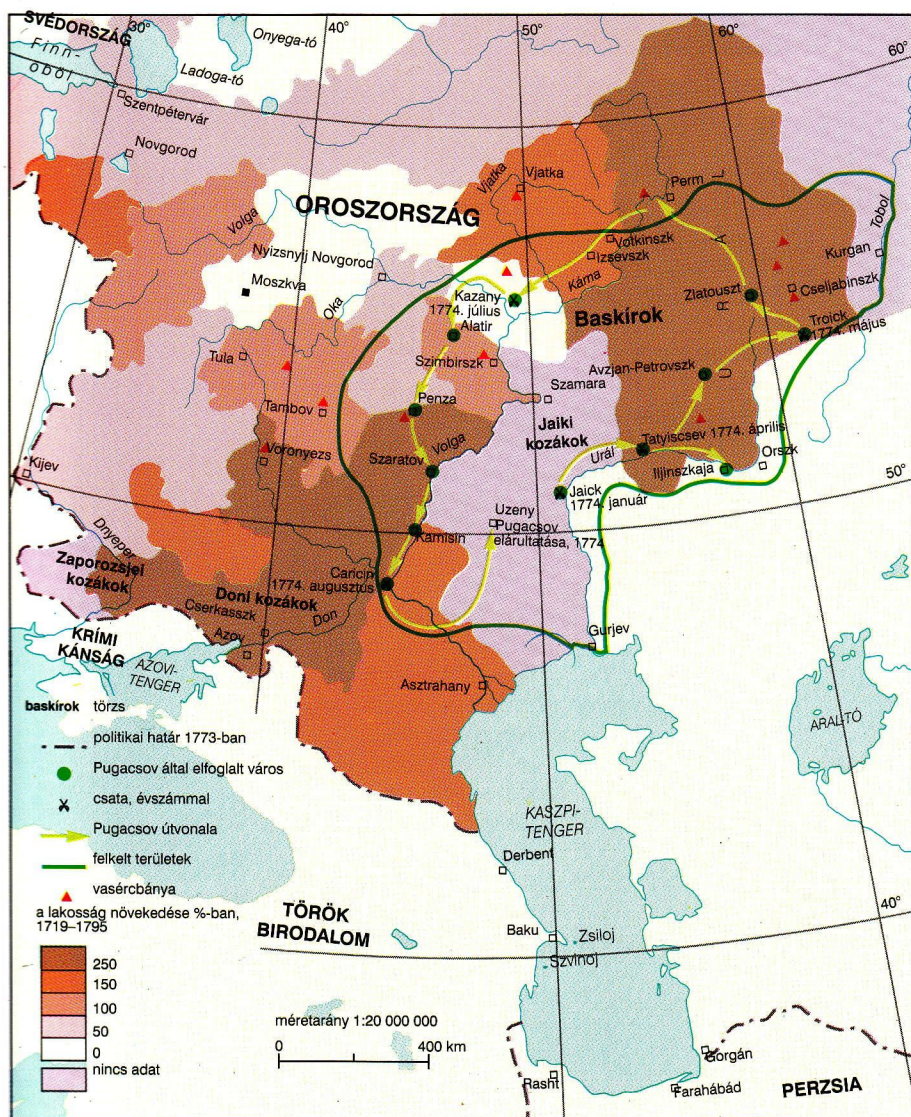 SVÉDORSZÁG
30°
40°
50°
60°
60°
Finn-
öböl
Ladoga-tó
Onyega-tó
Szentpétervár
Novgorod
Volga
OROSZORSZÁG
Vjatka
Vjatka
Perm
Tobol
Nyizsnyij Novgorod
Votkinszk
Izsevszk
Kurgan
Moszkva
Oka
Káma
U R A L
Kazany
1774. július
Zlatouszt
Cseljabinszk
Baskírok
Alatir
Troick
1774. május
Tula
Szimbirszk
Avzjan-Petrovszk
Szamara
Penza
Tambov
Jaiki
kozákok
Tatyiscsev 1774. április
Volga
Voronyezs
Szaratov
Urál
Orszk
Iljinszkaja
50°
Kijev
Jaick
1774. január
Uzeny
Pugacsov
elárultatása, 1774
Dnyeper
Kamisin
Zaporozsjei
kozákok
Caricin
1774. augusztus
Doni kozákok
Cserkasszk
Don
KRÍMI
KÁNSÁG
Azov
Gurjev
AZOVI-
TENGER
Asztrahany
ARAL-TÓ
baskírok törzs
politikai határ 1773-ban
Pugacsov által elfoglalt város
csata, évszámmal
Pugacsov útvonala
felkelt területek
vasércbánya
a lakosság növekedése %-ban,
1719–1795
250
150
100
50
0
nincs adat
KASZPI-
TENGER
Derbent
TÖRÖK
BIRODALOM
40°
Baku
Zsiloj
Szvinoj
méretarány 1:20 000 000
0 400 km
Gorgán
Rasht
Farahábád
PERZSIA